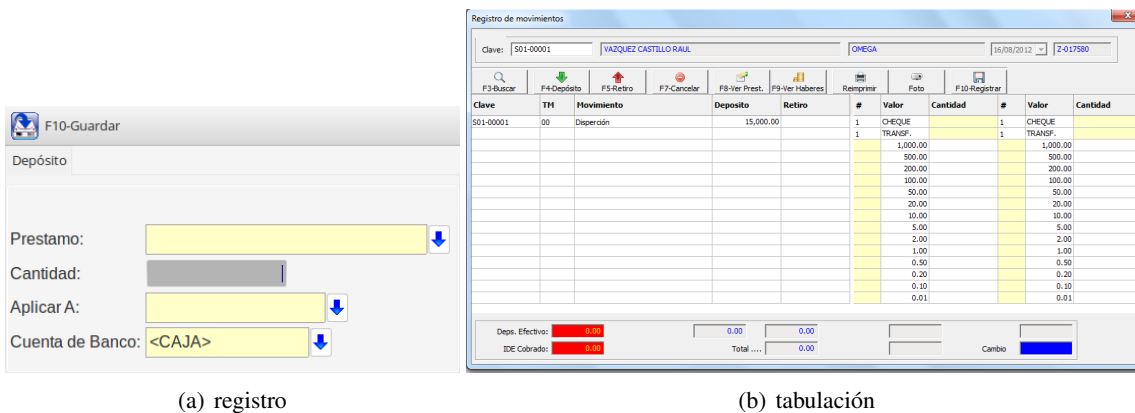 F10-Guardar
Depósito
Prestamo:
Cantidad:
Aplicar A:
Cuenta de Banco: <CAJA>
(a) registro
Registro de movimientos
Clave: S01-00001 VAZQUEZ CASTILLO RAUL OMEGA 16/08/2012 Z-017580
F3-Buscar F4-Depósito F5-Retiro F7-Cancelar F8-Ver Prest. F9-Ver Haberes Reimprimir Foto F10-Registrar
Clave TM Movimiento Deposito Retiro # Valor Cantidad # Valor Cantidad
S01-00001 00 Disperción 15,000.00 1 CHEQUE 1 CHEQUE
1 TRANSF. 1 TRANSF.
1,000.00 1,000.00
500.00 500.00
200.00 200.00
100.00 100.00
50.00 50.00
20.00 20.00
10.00 10.00
5.00 5.00
2.00 2.00
1.00 1.00
0.50 0.50
0.20 0.20
0.10 0.10
0.01 0.01
Deps. Efectivo: 0.00 0.00 0.00
IDE Cobrado: 0.00 Total .... 0.00 Cambio
(b) tabulación